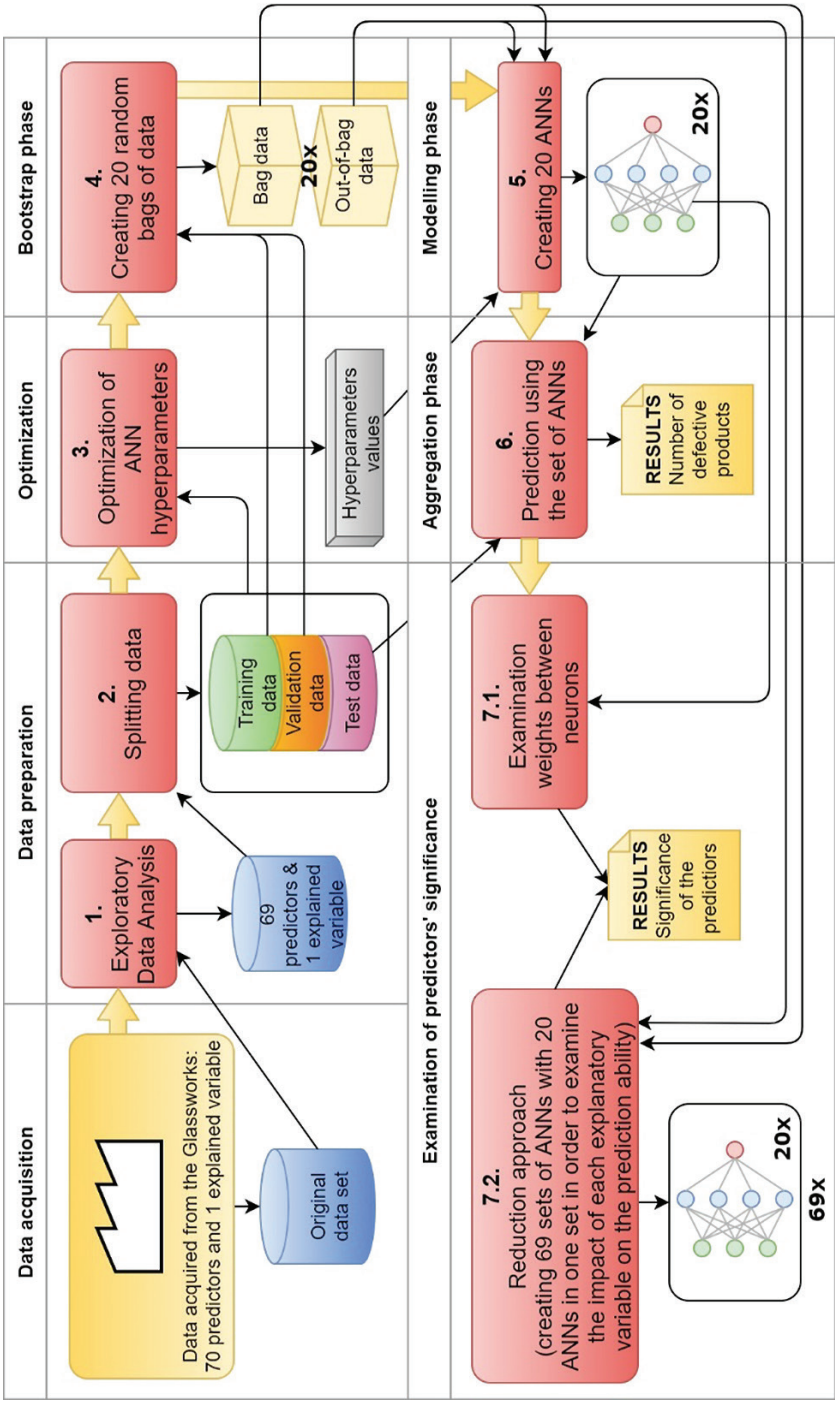 Data acquisition
Data preparation
Optimization
Bootstrap phase
Data acquired from the Glassworks:
70 predictors and 1 explained variable
Original
data set
1.
Exploratory
Data Analysis
69
predictors &
1 explained
variable
2.
Splitting data
Training
data
Validation
data
Test data
3.
Optimization of
ANN
hyperparameters
Hyperparameters
values
4.
Creating 20 random
bags of data
Bag data
20x
Out-of-bag
data
Examination of predictors' significance
Aggregation phase
Modelling phase
7.2.
Reduction approach
(creating 69 sets of ANNs with 20
ANNs in one set in order to examine
the impact of each explanatory
variable on the prediction ability)
20x
69x
RESULTS
Significance
of the
predictiors
7.1.
Examination
weights between
neurons
6.
Prediction using
the set of ANNs
RESULTS
Number of
defective
products
5.
Creating 20 ANNs
20x